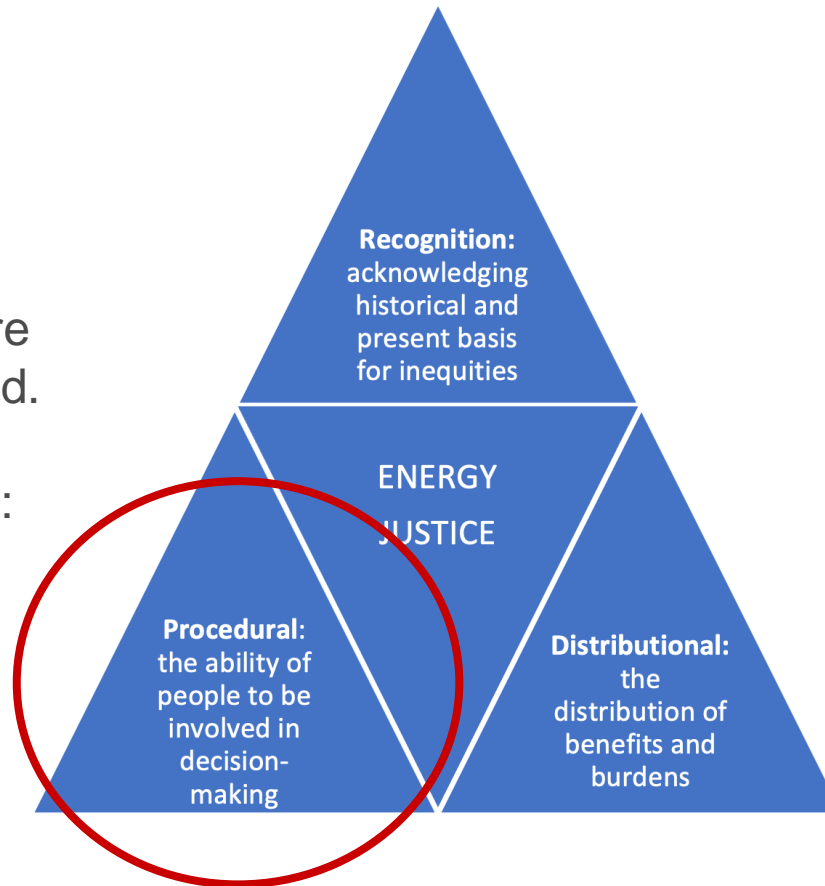 Recognition:
acknowledging
historical and
present basis
for inequities
re
d.
:
ENERGY
JUSTICE
Procedural:
the ability of
people to be
involved in
decision-
making
Distributional:
the
distribution of
benefits and
burdens